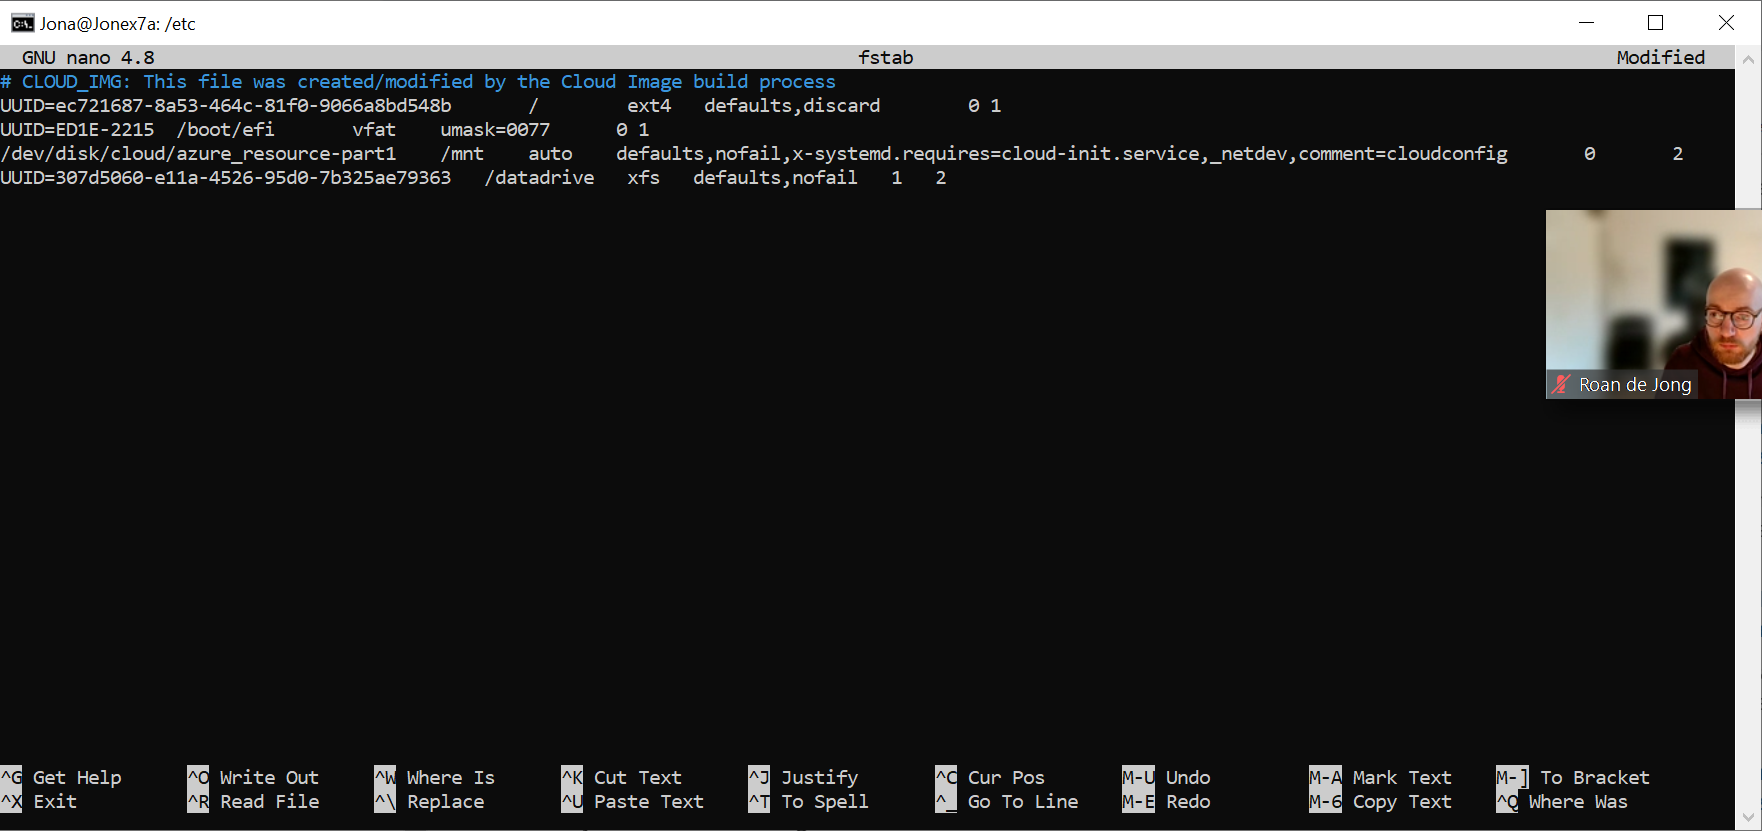 Jona@Jonex7a: /etc
GNU nano 4.8 fstab Modified
# CLOUD_IMG: This file was created/modified by the Cloud Image build process
UUID=ec721687-8a53-464c-81f0-9066a8bd548b / ext4 defaults,discard 0 1
UUID=ED1E-2215 /boot/efi vfat umask=0077 0 1
/dev/disk/cloud/azure_resource-part1 /mnt auto defaults,nofail,x-systemd.requires=cloud-init.service,_netdev,comment=cloudconfig 0 2
UUID=307d5060-e11a-4526-95d0-7b325ae79363 /datadrive xfs defaults,nofail 1 2
Roan de Jong
^G Get Help ^O Write Out ^W Where Is ^K Cut Text ^J Justify ^C Cur Pos M-U Undo M-A Mark Text M-] To Bracket
^X Exit ^R Read File ^\ Replace ^U Paste Text ^T To Spell ^_ Go To Line M-E Redo M-6 Copy Text ^Q Where Was